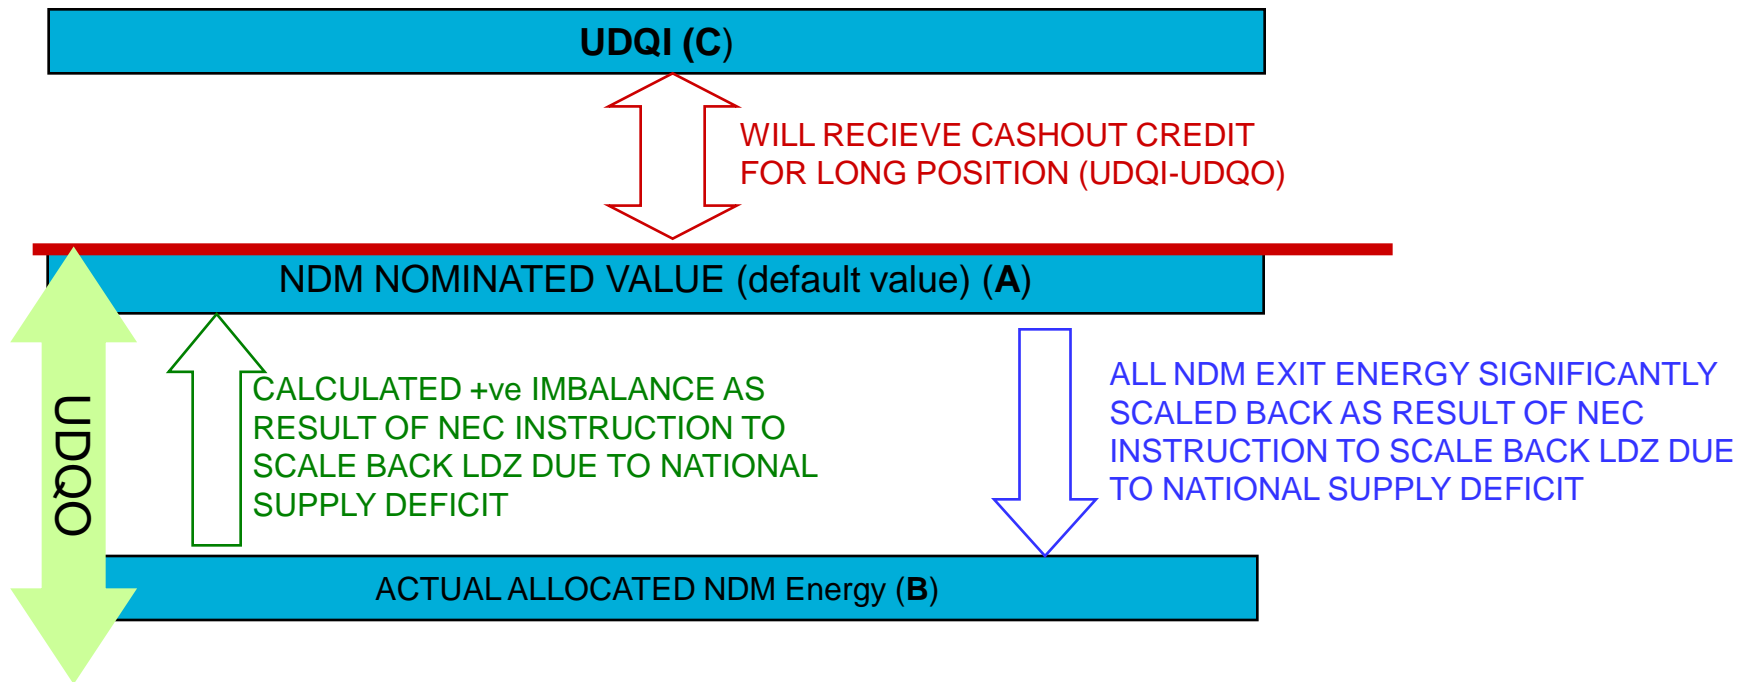 UDQI (C)
WILL RECIEVE CASHOUT CREDIT
FOR LONG POSITION (UDQI-UDQO)
NDM NOMINATED VALUE (default value) (A)
UDQO
CALCULATED +ve IMBALANCE AS
RESULT OF NEC INSTRUCTION TO
SCALE BACK LDZ DUE TO NATIONAL
SUPPLY DEFICIT
ALL NDM EXIT ENERGY SIGNIFICANTLY
SCALED BACK AS RESULT OF NEC
INSTRUCTION TO SCALE BACK LDZ DUE
TO NATIONAL SUPPLY DEFICIT
ACTUAL ALLOCATED NDM Energy (B)